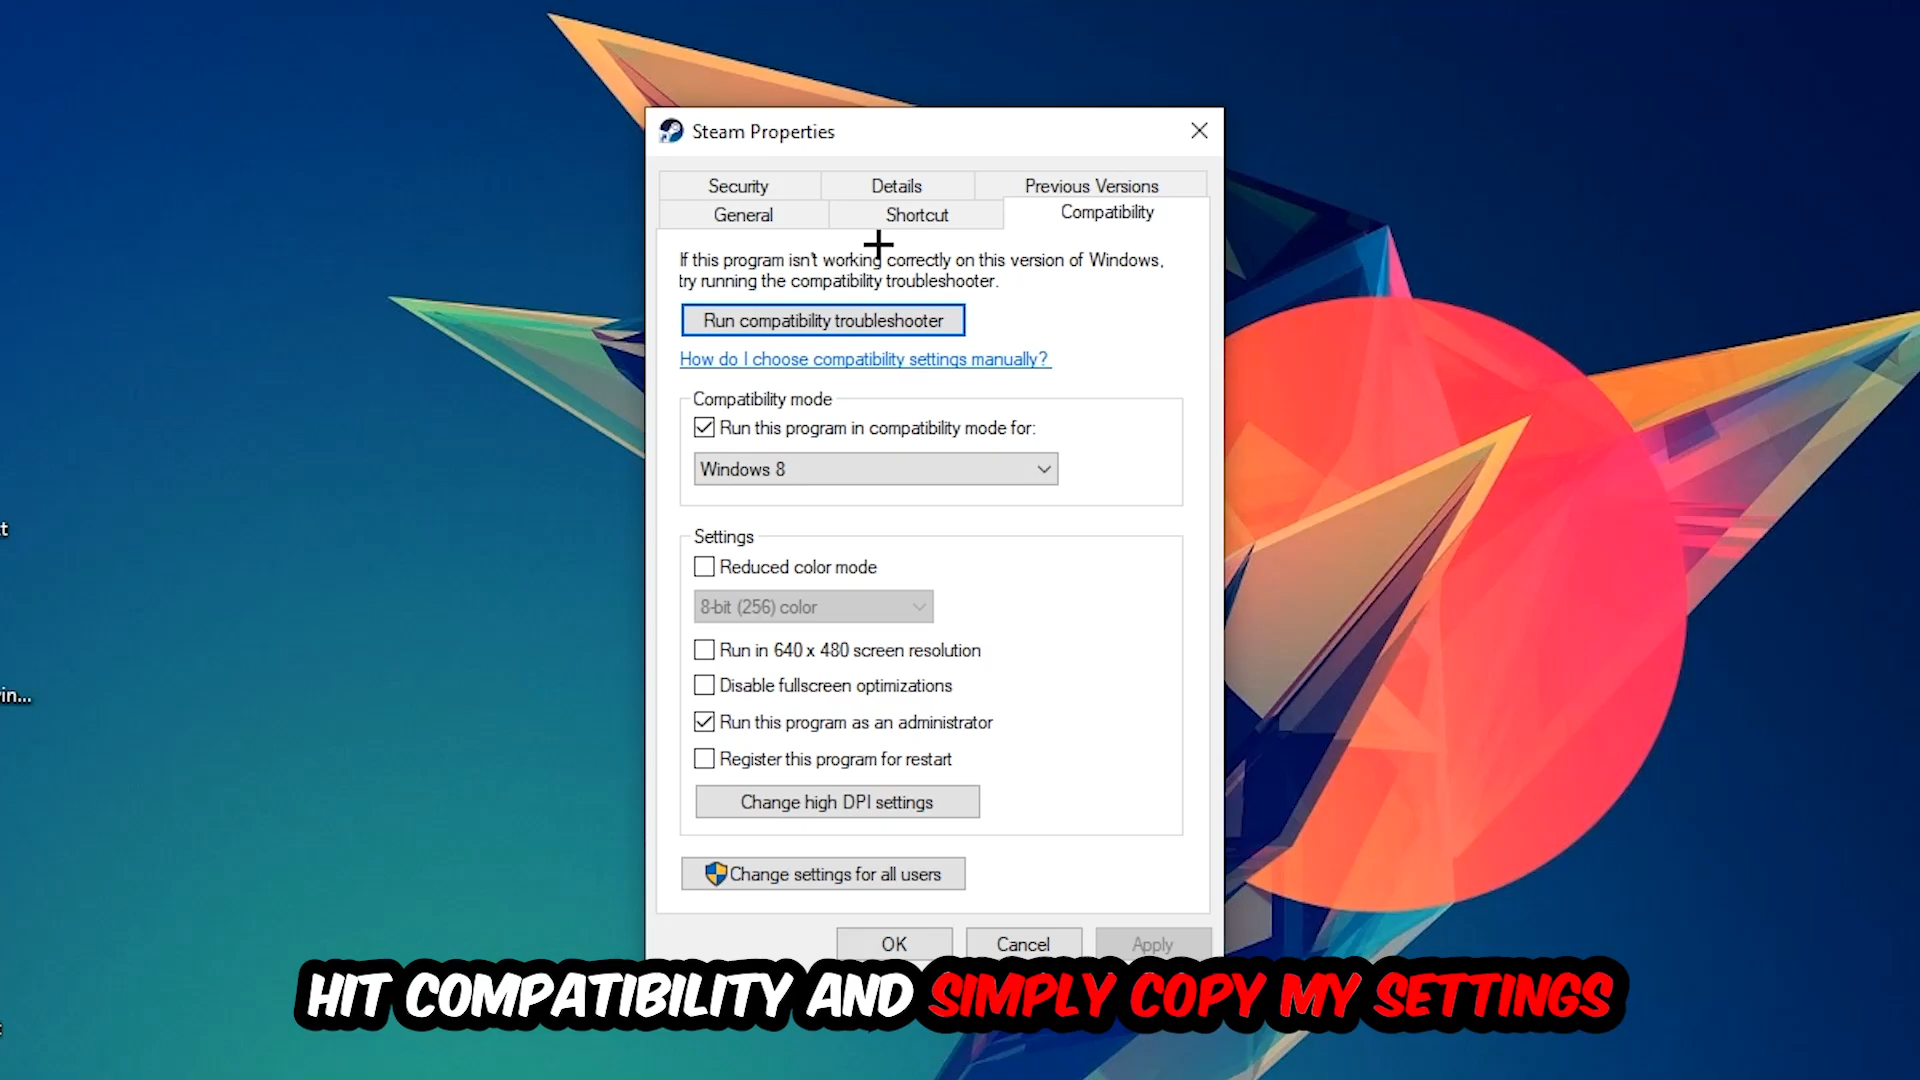 Steam Properties
Security Details Previous Versions
General Shortcut Compatibility
If this program isn't working correctly on this version of Windows,
try running the compatibility troubleshooter.
Run compatibility troubleshooter
How do I choose compatibility settings manually?
Compatibility mode
Run this program in compatibility mode for:
Windows 8
tt
Settings
Reduced color mode
8-bit (256) color
Run in 640 x 480 screen resolution
Disable fullscreen optimizations
in...
Run this program as an administrator
Register this program for restart
Change high DPI settings
Change settings for all users
OK Cancel Apply
HIT COMPATIBILITY AND SIMPLY COPY MY SETTINGS